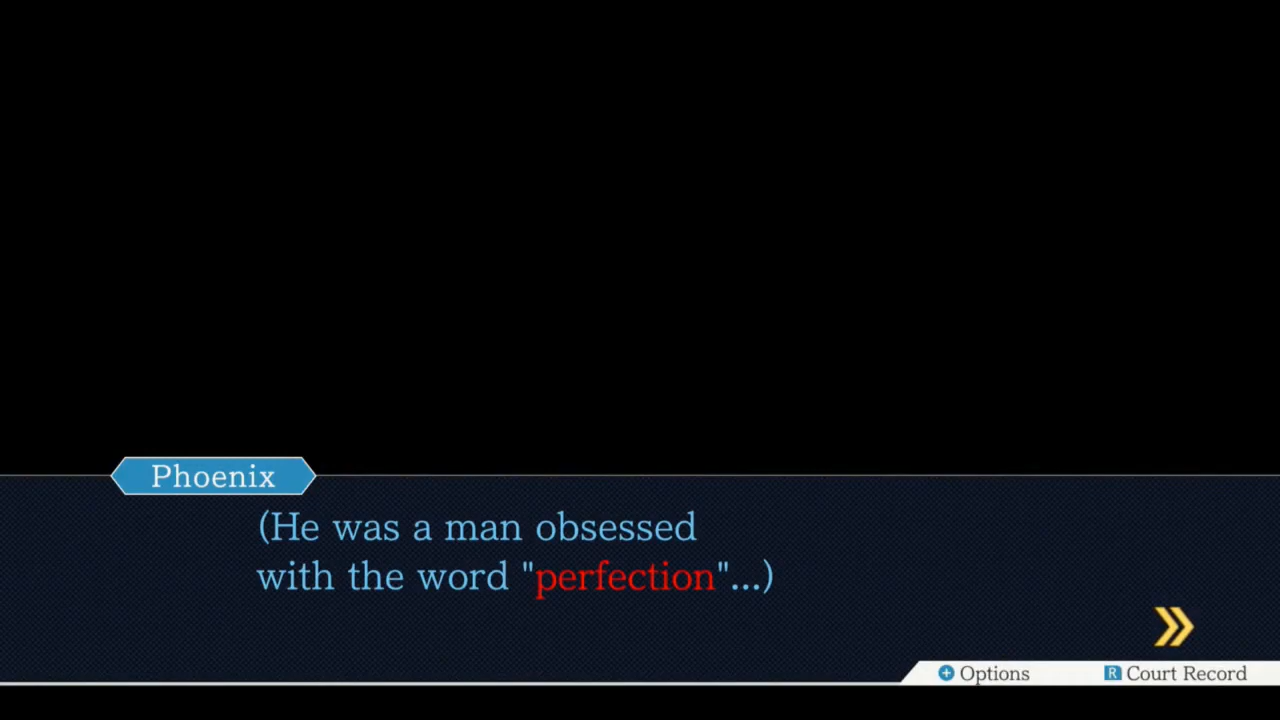 Phoenix
(He was a man obsessed
with the word "perfection"...)
+ Options
R Court Record